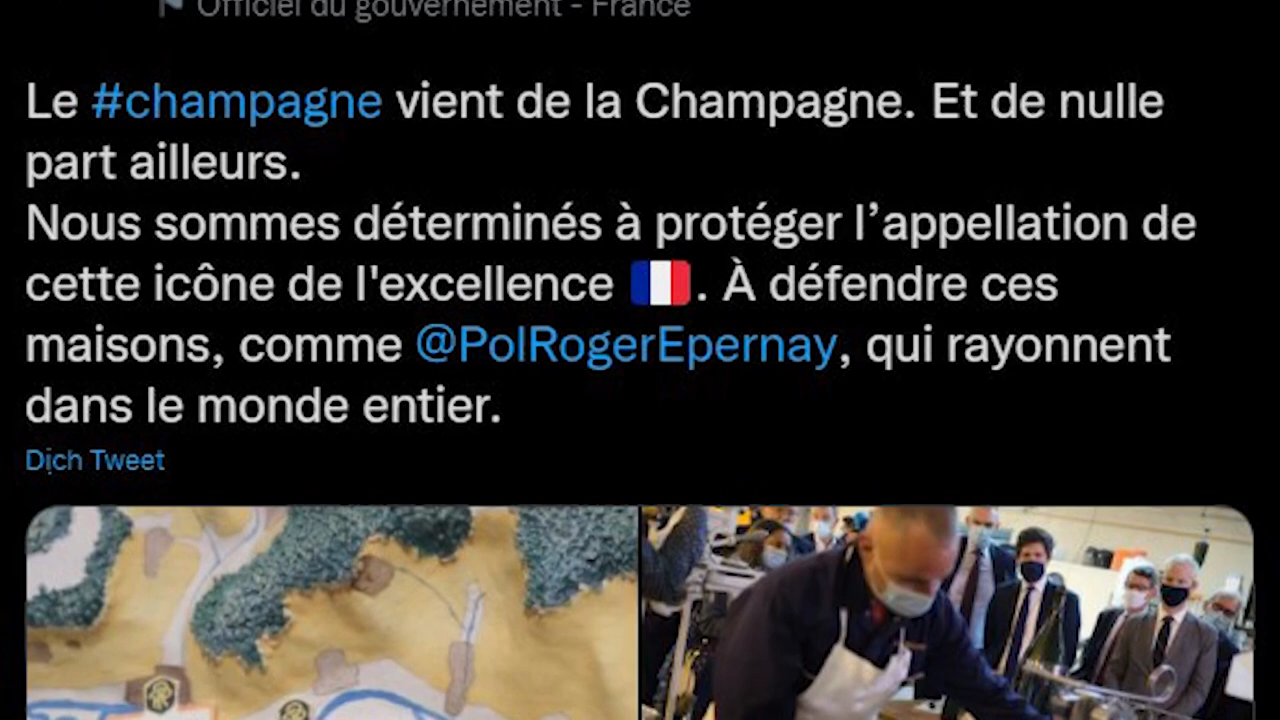 Officiel du gouvernement - France
Le #champagne vient de la Champagne. Et de nulle
part ailleurs.
Nous sommes déterminés à protéger l’appellation de
cette icône de l'excellence 🇫🇷. À défendre ces
maisons, comme @PolRogerEpernay, qui rayonnent
dans le monde entier.
Dịch Tweet